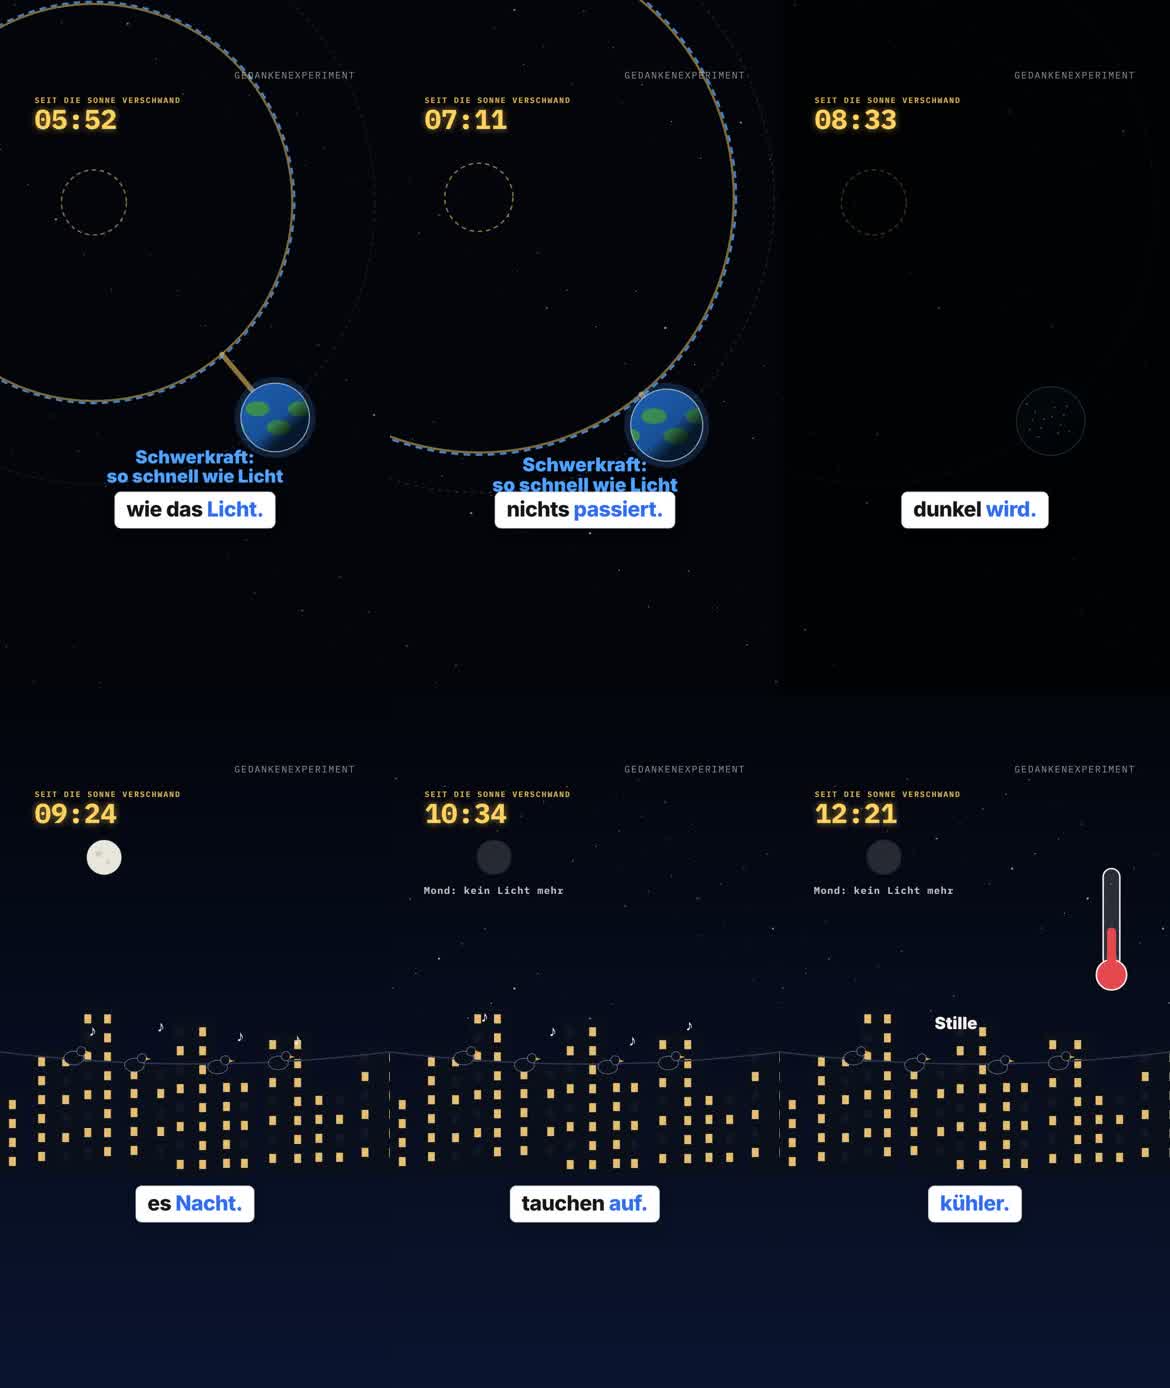 GEDANKENEXPERIMENT
SEIT DIE SONNE VERSCHWAND
05:52
Schwerkraft:
so schnell wie Licht
wie das Licht.
GEDANKENEXPERIMENT
SEIT DIE SONNE VERSCHWAND
07:11
Schwerkraft:
so schnell wie Licht
nichts passiert.
GEDANKENEXPERIMENT
SEIT DIE SONNE VERSCHWAND
08:33
dunkel wird.
GEDANKENEXPERIMENT
SEIT DIE SONNE VERSCHWAND
09:24
es Nacht.
GEDANKENEXPERIMENT
SEIT DIE SONNE VERSCHWAND
10:34
Mond: kein Licht mehr
tauchen auf.
GEDANKENEXPERIMENT
SEIT DIE SONNE VERSCHWAND
12:21
Mond: kein Licht mehr
Stille
kühler.